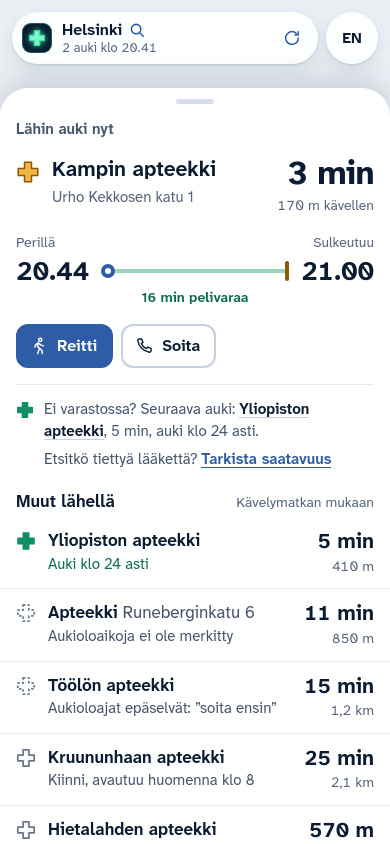 Helsinki
2 auki klo 20.41
EN
Lähin auki nyt
Kampin apteekki
3 min
Urho Kekkosen katu 1
170 m kävellen
Perillä
Sulkeutuu
20.44
21.00
16 min pelivaraa
Reitti
Soita
Ei varastossa? Seuraava auki: Yliopiston
apteekki, 5 min, auki klo 24 asti.
Etsitkö tiettyä lääkettä? Tarkista saatavuus
Muut lähellä
Kävelymatkan mukaan
Yliopiston apteekki
5 min
Auki klo 24 asti
410 m
Apteekki Runeberginkatu 6
11 min
Aukioloaikoja ei ole merkitty
850 m
Töölön apteekki
15 min
Aukioloajat epäselvät: ”soita ensin”
1,2 km
Kruununhaan apteekki
25 min
Kiinni, avautuu huomenna klo 8
2,1 km
Hietalahden apteekki
570 m